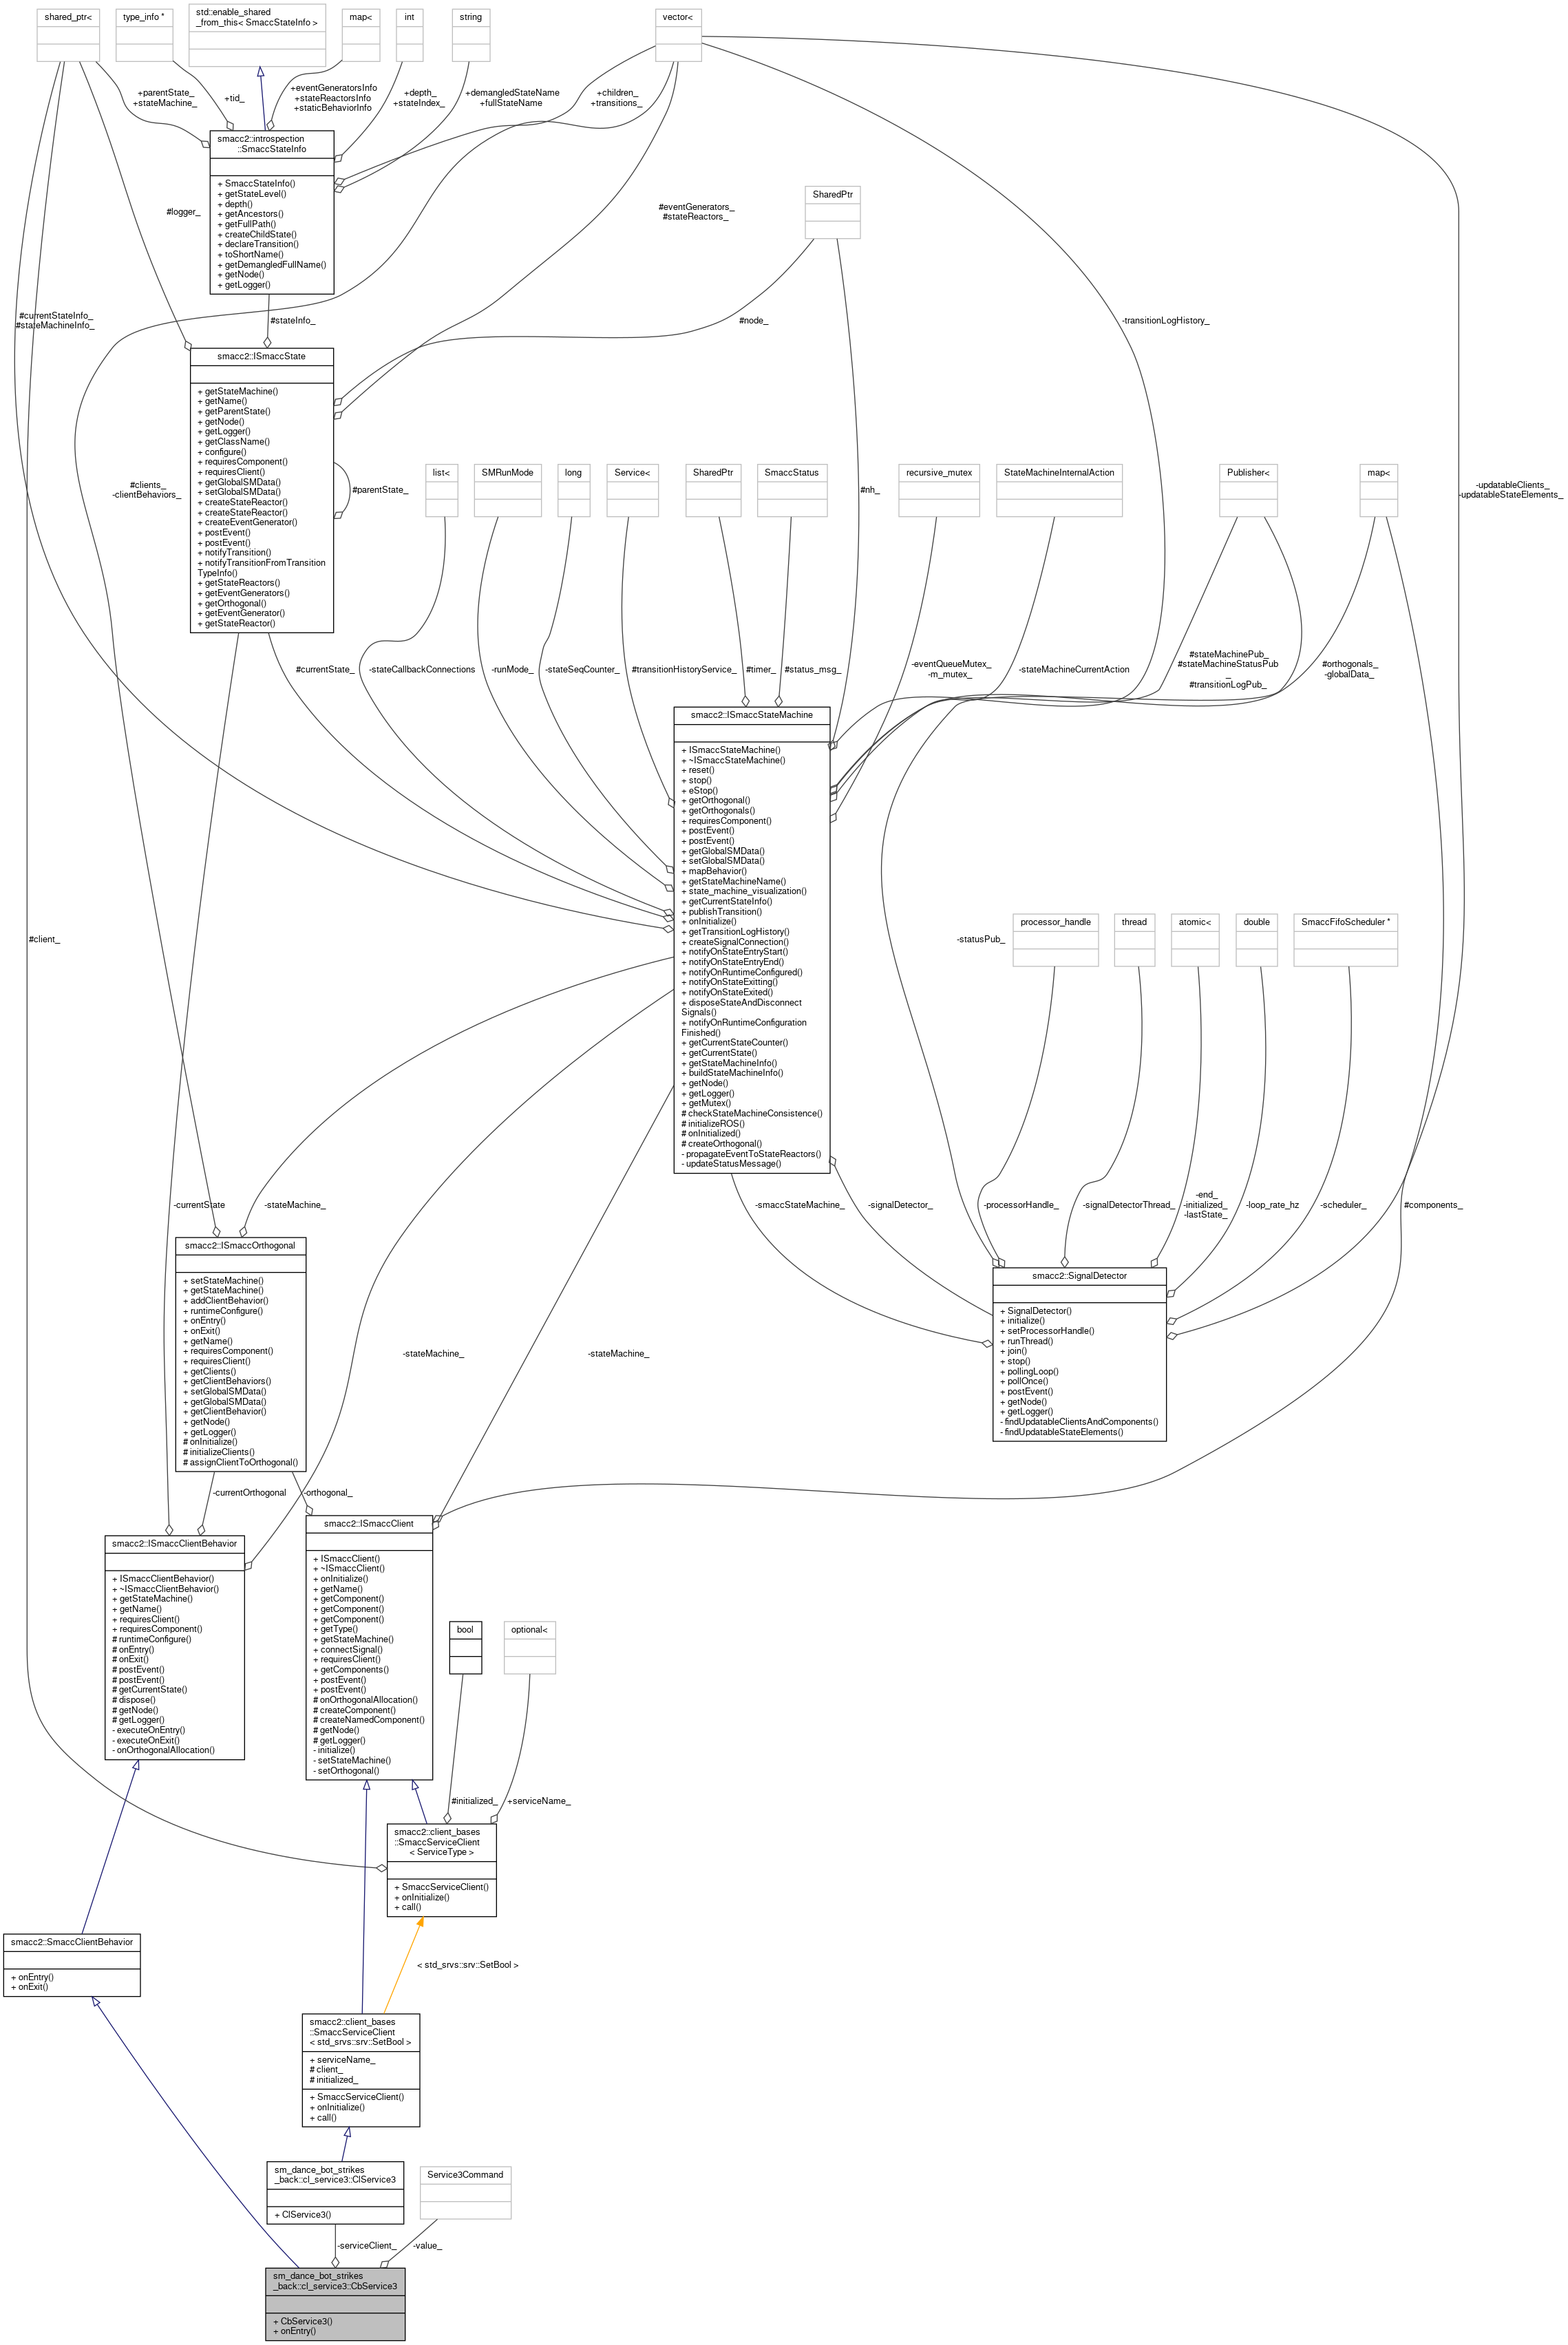 shared_ptr<
type_info *
std::enable_shared
_from_this< SmaccStateInfo >
map<
int
string
vector<
+parentState_
+stateMachine_
+tid_
+eventGeneratorsInfo
+stateReactorsInfo
+staticBehaviorInfo
+depth_
+stateIndex_
+demangledStateName
+fullStateName
+children_
+transitions_
smacc2::introspection
::SmaccStateInfo
+ SmaccStateInfo()
+ getStateLevel()
+ depth()
+ getAncestors()
+ getFullPath()
+ createChildState()
+ declareTransition()
+ toShortName()
+ getDemangledFullName()
+ getNode()
+ getLogger()
#logger_
#eventGenerators_
#stateReactors_
SharedPtr
#currentStateInfo_
#stateMachineInfo_
#stateInfo_
#node_
-transitionLogHistory_
smacc2::ISmaccState
+ getStateMachine()
+ getName()
+ getParentState()
+ getNode()
+ getLogger()
+ getClassName()
+ configure()
+ requiresComponent()
+ requiresClient()
+ getGlobalSMData()
+ setGlobalSMData()
+ createStateReactor()
+ createStateReactor()
+ createEventGenerator()
+ postEvent()
+ postEvent()
+ notifyTransition()
+ notifyTransitionFromTransition
TypeInfo()
+ getStateReactors()
+ getEventGenerators()
+ getOrthogonal()
+ getEventGenerator()
+ getStateReactor()
#clients_
-clientBehaviors_
#parentState_
list<
SMRunMode
long
Service<
SharedPtr
SmaccStatus
#nh_
recursive_mutex
StateMachineInternalAction
Publisher<
map<
-updatableClients_
-updatableStateElements_
#currentState_
-stateCallbackConnections
-runMode_
-stateSeqCounter_
#transitionHistoryService_
#timer_
#status_msg_
-eventQueueMutex_
-m_mutex_
-stateMachineCurrentAction
#stateMachinePub_
#stateMachineStatusPub
_
#transitionLogPub_
#orthogonals_
-globalData_
smacc2::ISmaccStateMachine
+ ISmaccStateMachine()
+ ~ISmaccStateMachine()
+ reset()
+ stop()
+ eStop()
+ getOrthogonal()
+ getOrthogonals()
+ requiresComponent()
+ postEvent()
+ postEvent()
+ getGlobalSMData()
+ setGlobalSMData()
+ mapBehavior()
+ getStateMachineName()
+ state_machine_visualization()
+ getCurrentStateInfo()
+ publishTransition()
+ onInitialize()
+ getTransitionLogHistory()
+ createSignalConnection()
+ notifyOnStateEntryStart()
+ notifyOnStateEntryEnd()
+ notifyOnRuntimeConfigured()
+ notifyOnStateExitting()
+ notifyOnStateExited()
+ disposeStateAndDisconnect
Signals()
+ notifyOnRuntimeConfiguration
Finished()
+ getCurrentStateCounter()
+ getCurrentState()
+ getStateMachineInfo()
+ buildStateMachineInfo()
+ getNode()
+ getLogger()
+ getMutex()
# checkStateMachineConsistence()
# initializeROS()
# onInitialized()
# createOrthogonal()
- propagateEventToStateReactors()
- updateStatusMessage()
#client_
-statusPub_
processor_handle
thread
atomic<
double
SmaccFifoScheduler *
-currentState
-stateMachine_
-smaccStateMachine_
-signalDetector_
-processorHandle_
-signalDetectorThread_
-end_
-initialized_
-lastState_
-loop_rate_hz
-scheduler_
#components_
smacc2::ISmaccOrthogonal
+ setStateMachine()
+ getStateMachine()
+ addClientBehavior()
+ runtimeConfigure()
+ onEntry()
+ onExit()
+ getName()
+ requiresComponent()
+ requiresClient()
+ getClients()
+ getClientBehaviors()
+ setGlobalSMData()
+ getGlobalSMData()
+ getClientBehavior()
+ getNode()
+ getLogger()
# onInitialize()
# initializeClients()
# assignClientToOrthogonal()
smacc2::SignalDetector
+ SignalDetector()
+ initialize()
+ setProcessorHandle()
+ runThread()
+ join()
+ stop()
+ pollingLoop()
+ pollOnce()
+ postEvent()
+ getNode()
+ getLogger()
- findUpdatableClientsAndComponents()
- findUpdatableStateElements()
-stateMachine_
-stateMachine_
-currentOrthogonal
-orthogonal_
smacc2::ISmaccClientBehavior
+ ISmaccClientBehavior()
+ ~ISmaccClientBehavior()
+ getStateMachine()
+ getName()
+ requiresClient()
+ requiresComponent()
# runtimeConfigure()
# onEntry()
# onExit()
# postEvent()
# postEvent()
# getCurrentState()
# dispose()
# getNode()
# getLogger()
- executeOnEntry()
- executeOnExit()
- onOrthogonalAllocation()
smacc2::ISmaccClient
+ ISmaccClient()
+ ~ISmaccClient()
+ onInitialize()
+ getName()
+ getComponent()
+ getComponent()
+ getComponent()
+ getType()
+ getStateMachine()
+ connectSignal()
+ requiresClient()
+ getComponents()
+ postEvent()
+ postEvent()
# onOrthogonalAllocation()
# createComponent()
# createNamedComponent()
# getNode()
# getLogger()
- initialize()
- setStateMachine()
- setOrthogonal()
bool
optional<
#initialized_
+serviceName_
smacc2::client_bases
::SmaccServiceClient
< ServiceType >
+ SmaccServiceClient()
+ onInitialize()
+ call()
smacc2::SmaccClientBehavior
+ onEntry()
+ onExit()
< std_srvs::srv::SetBool >
smacc2::client_bases
::SmaccServiceClient
< std_srvs::srv::SetBool >
+ serviceName_
# client_
# initialized_
+ SmaccServiceClient()
+ onInitialize()
+ call()
sm_dance_bot_strikes
_back::cl_service3::ClService3
+ ClService3()
Service3Command
-serviceClient_
-value_
sm_dance_bot_strikes
_back::cl_service3::CbService3
+ CbService3()
+ onEntry()